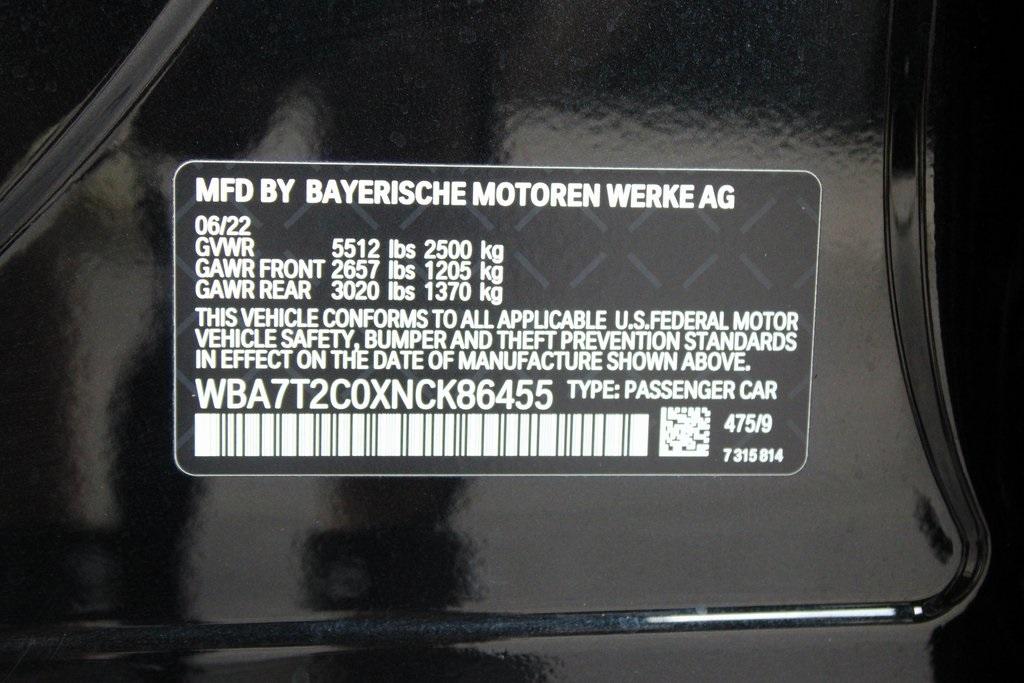 MFD BY BAYERISCHE MOTOREN WERKE AG
06/22
GVWR 5512 lbs 2500 kg
GAWR FRONT 2657 lbs 1205 kg
GAWR REAR 3020 lbs 1370 kg
THIS VEHICLE CONFORMS TO ALL APPLICABLE U.S.FEDERAL MOTOR
VEHICLE SAFETY, BUMPER AND THEFT PREVENTION STANDARDS
IN EFFECT ON THE DATE OF MANUFACTURE SHOWN ABOVE.
WBA7T2C0XNCK86455 TYPE: PASSENGER CAR
475/9
7 315 814